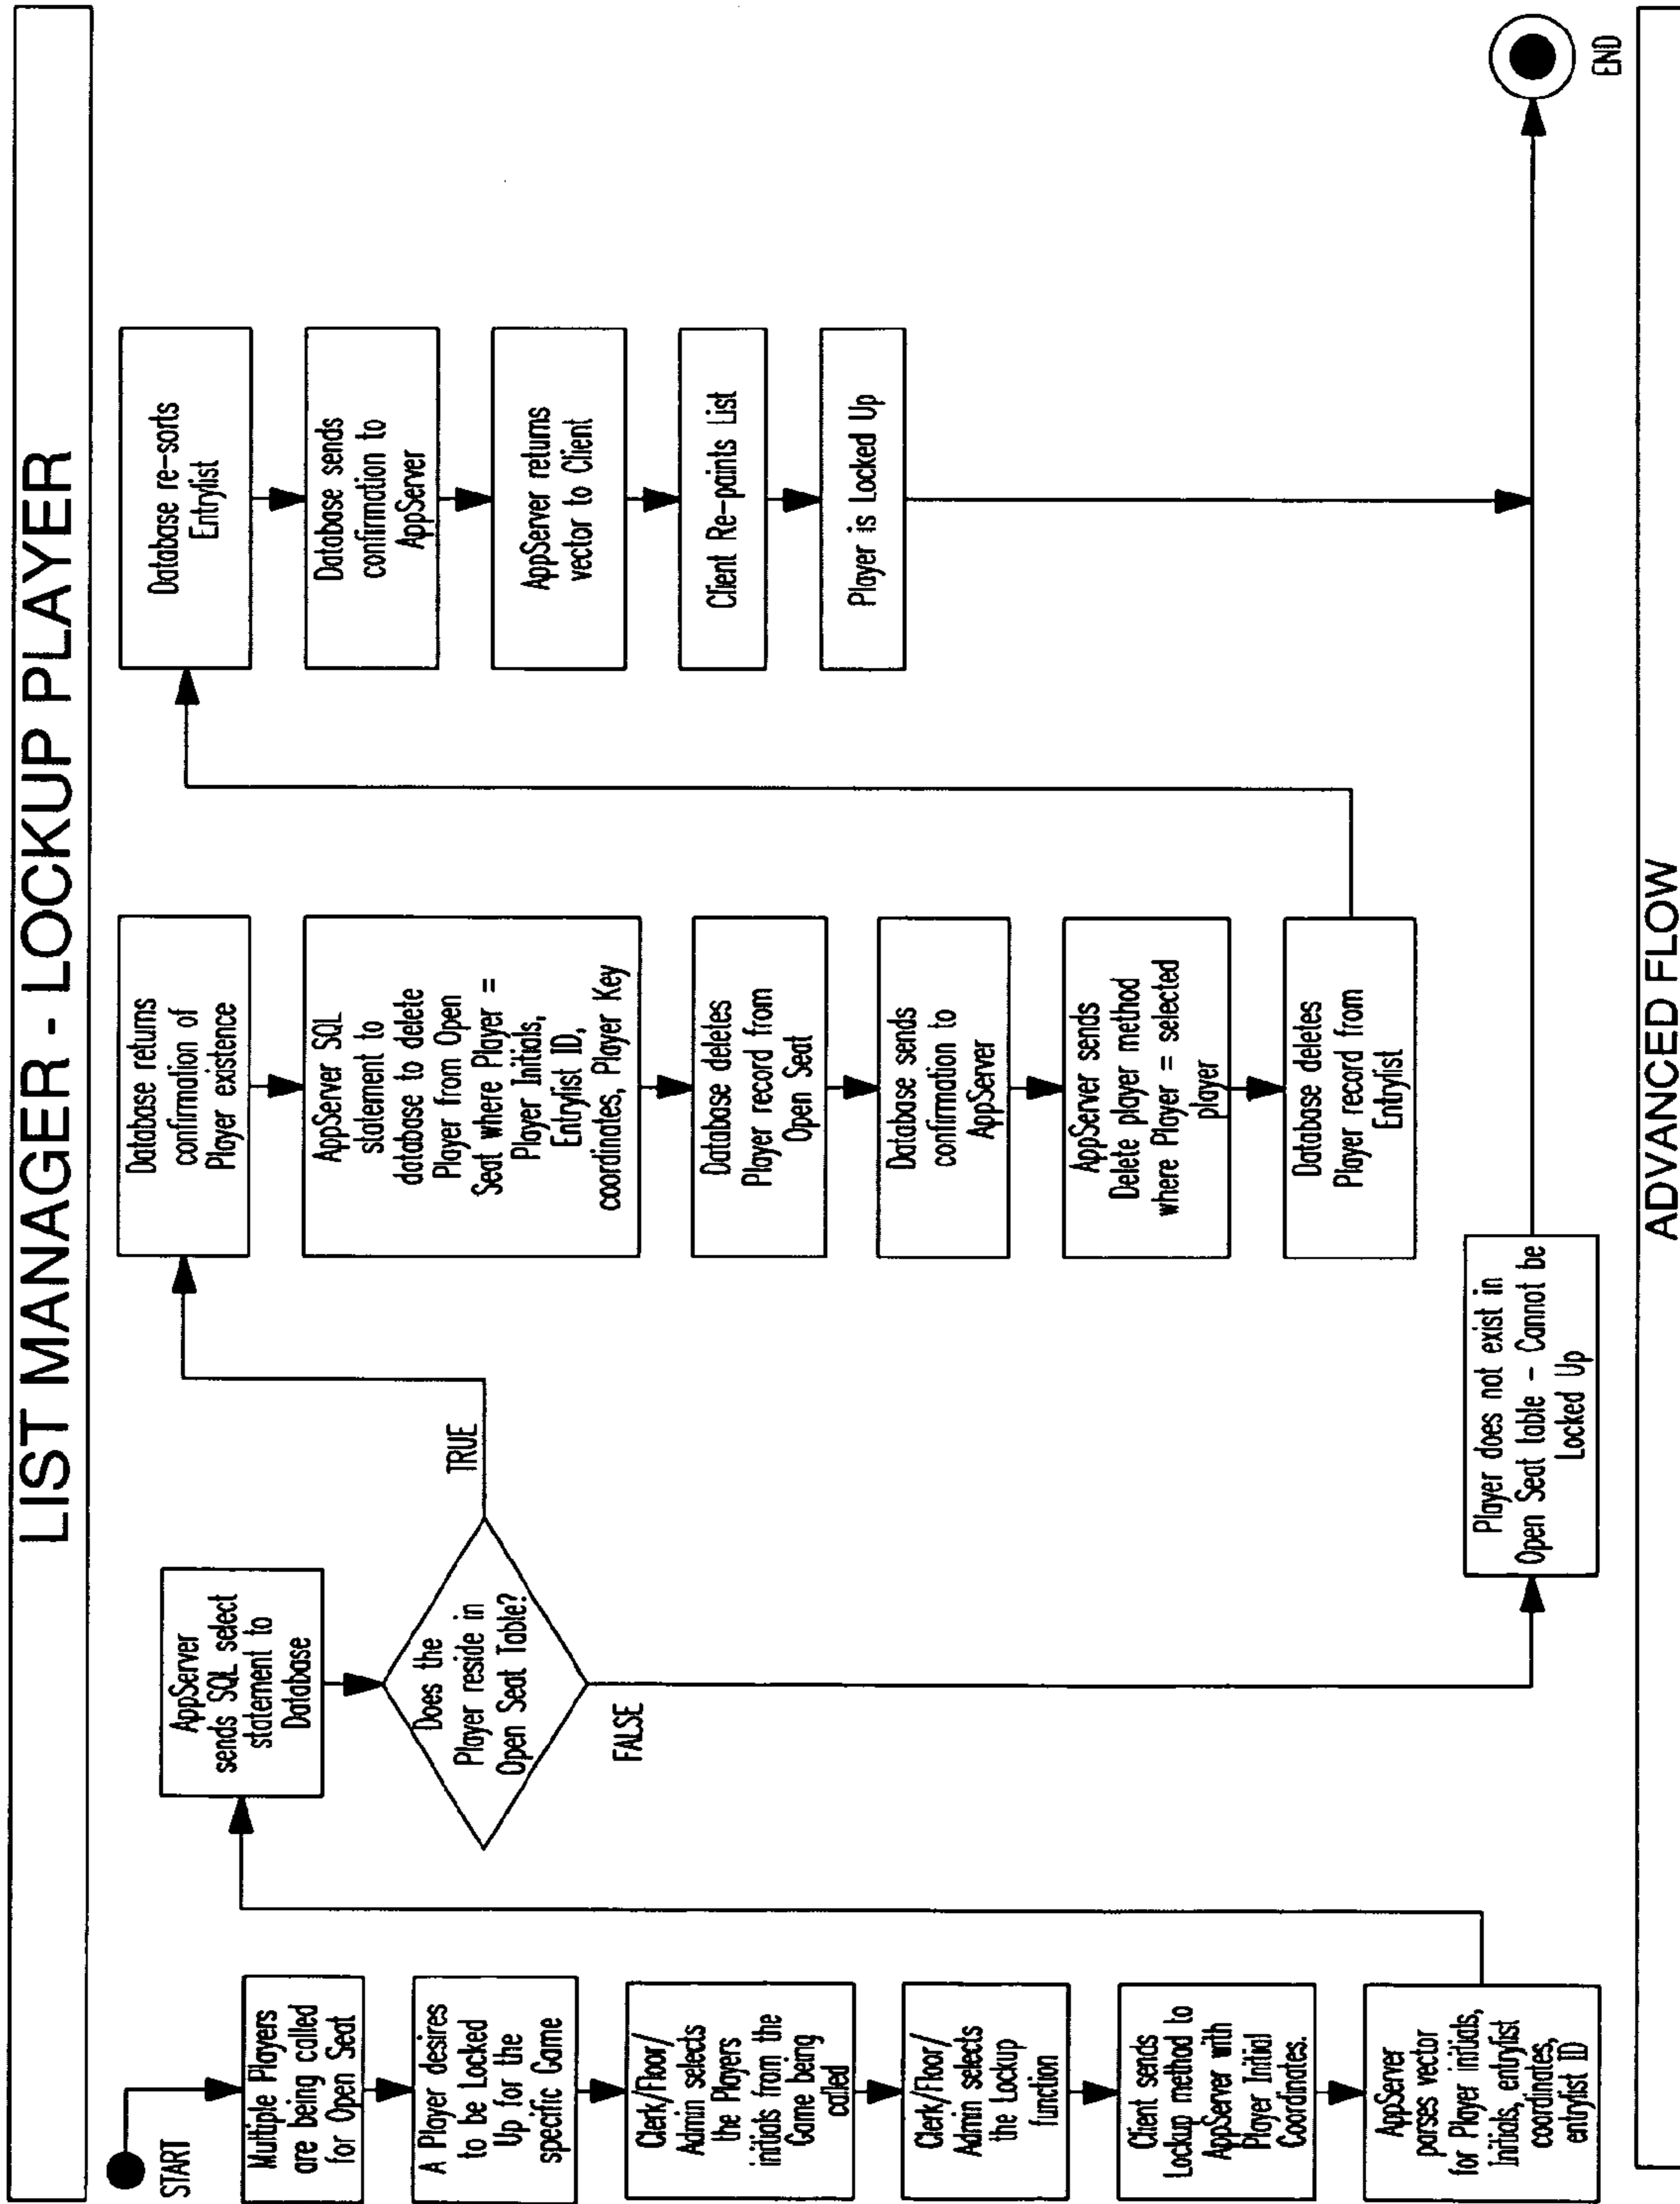 LIST MANAGER - LOCKUP PLAYER
START
Multiple Players
are being called
for Open Seat
A Player desires
to be Locked
Up for the
specific Game
Clerk/Floor/
Admin selects
the Players
initials from the
Game being
called
Clerk/Floor/
Admin selects
the Lockup
function
Client sends
Lockup method to
AppServer with
Player Initial
Coordinates.
AppServer
parses vector
for Player initials,
Initials, entrylist
coordinates,
entrylist ID
AppServer
sends SQL select
statement to
Database
Does the
Player reside in
Open Seat Table?
TRUE
FALSE
Database returns
confirmation of
Player existence
AppServer SQL
statement to
database to delete
Player from Open
Seat where Player =
Player Initials,
Entrylist ID,
coordinates, Player Key
Database deletes
Player record from
Open Seat
Database sends
confirmation to
AppServer
AppServer sends
Delete player method
where Player = selected
player
Database deletes
Player record from
Entrylist
Player does not exist in
Open Seat table - Cannot be
Locked Up
Database re-sorts
Entrylist
Database sends
confirmation to
AppServer
AppServer returns
vector to Client
Client Re-paints List
Player is Locked Up
END
ADVANCED FLOW